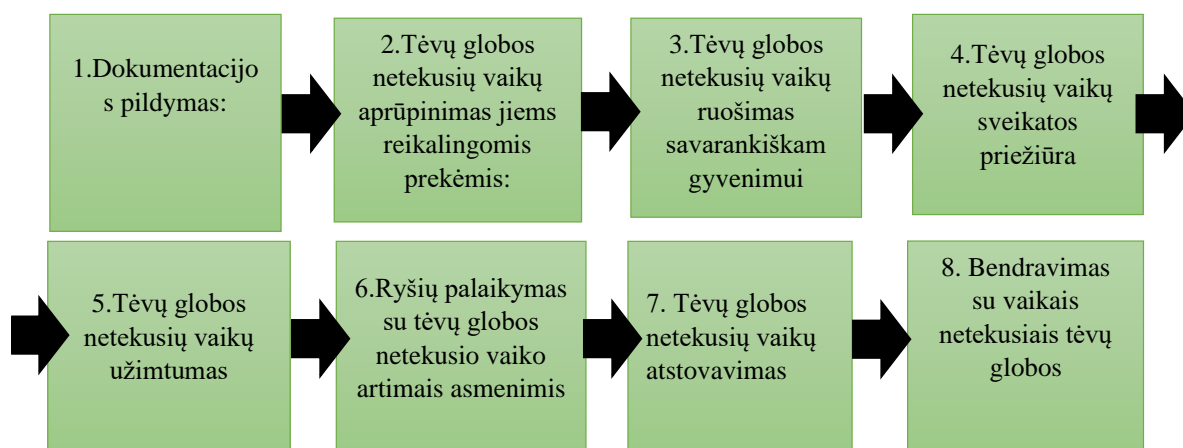 1.Dokumentacijo
s pildymas:
2.Tėvų globos
netekusių vaikų
aprūpinimas jiems
reikalingomis
prekėmis:
3.Tėvų globos
netekusių vaikų
ruošimas
savarankiškam
gyvenimui
4.Tėvų globos
netekusių vaikų
sveikatos
priežiūra
5.Tėvų globos
netekusių vaikų
užimtumas
6.Ryšių palaikymas
su tėvų globos
netekusio vaiko
artimais asmenimis
7. Tėvų globos
netekusių vaikų
atstovavimas
8. Bendravimas
su vaikais
netekusiais tėvų
globos